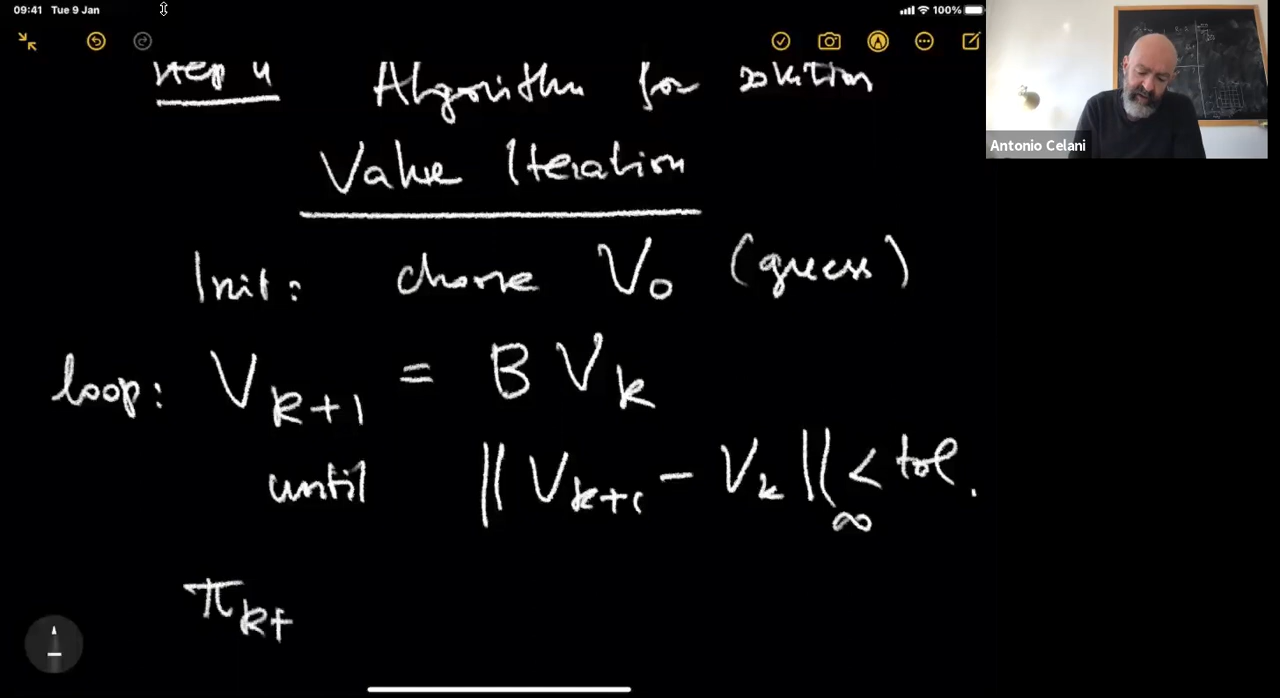 09:41 Tue 9 Jan
100%
Step 4 Algorithm for solution
Value Iteration
Init: choose V₀ (guess)
loop: Vₖ₊₁ = B Vₖ
until ‖Vₖ₊₁ - Vₖ‖∞ < tol.
πₖ₊
Antonio Celani